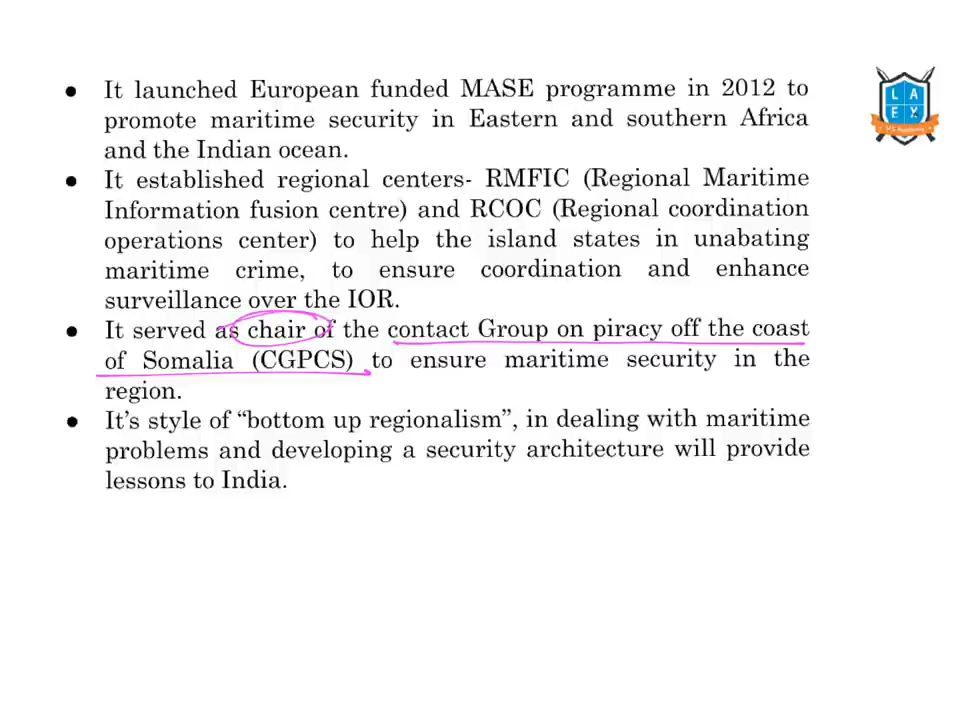 ● It launched European funded MASE programme in 2012 to
promote maritime security in Eastern and southern Africa
and the Indian ocean.
● It established regional centers- RMFIC (Regional Maritime
Information fusion centre) and RCOC (Regional coordination
operations center) to help the island states in unabating
maritime crime, to ensure coordination and enhance
surveillance over the IOR.
● It served as chair of the contact Group on piracy off the coast
of Somalia (CGPCS) to ensure maritime security in the
region.
● It's style of “bottom up regionalism”, in dealing with maritime
problems and developing a security architecture will provide
lessons to India.
L A
E X